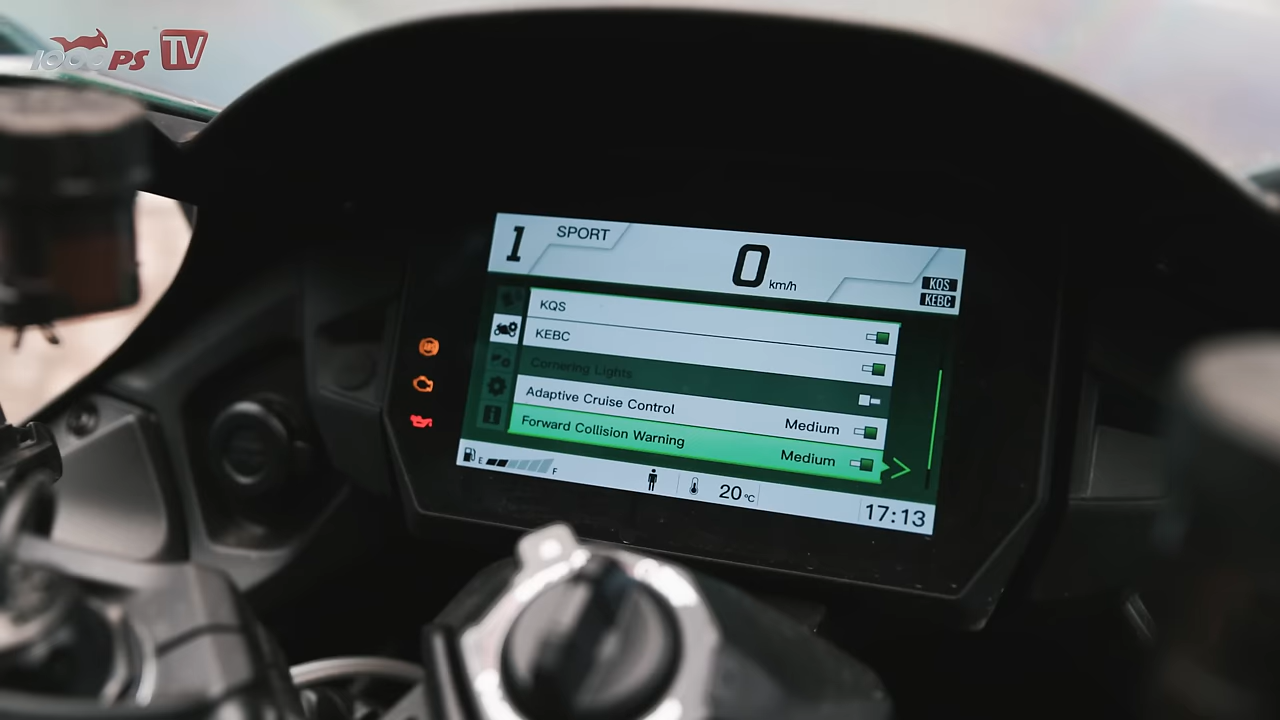 1000PS TV
1 SPORT 0 km/h
KQS
KEBC
KQS
KEBC
Cornering Lights
Adaptive Cruise Control Medium
Forward Collision Warning Medium
E F 20°C 17:13